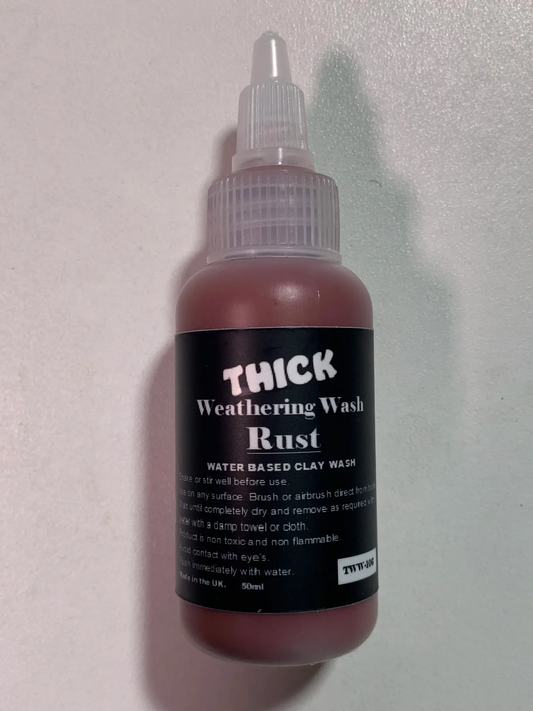 THICK
Weathering Wash
Rust
WATER BASED CLAY WASH
or stir well before use.
on any surface. Brush or airbrush direct from
until completely dry and remove as required
with a damp towel or cloth.
is non toxic and non flammable.
contact with eye's.
immediately with water.
in the UK. 50ml
TWW-106